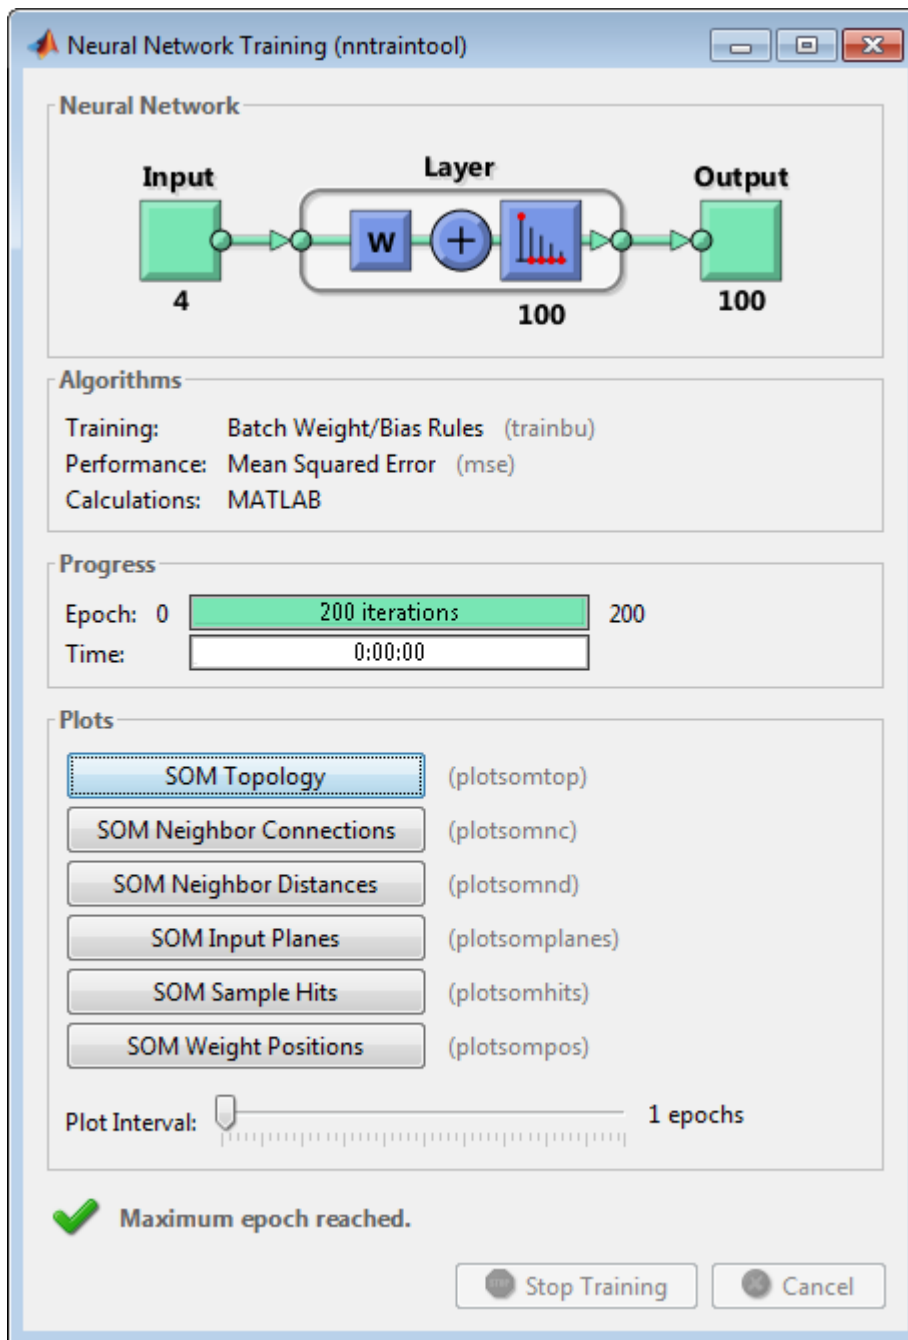 Neural Network Training (nntraintool)
Neural Network
Input
Layer
Output
W
4
100
100
Algorithms
Training: Batch Weight/Bias Rules (trainbu)
Performance: Mean Squared Error (mse)
Calculations: MATLAB
Progress
Epoch: 0 200 iterations 200
Time: 0:00:00
Plots
SOM Topology (plotsomtop)
SOM Neighbor Connections (plotsomnc)
SOM Neighbor Distances (plotsomnd)
SOM Input Planes (plotsomplanes)
SOM Sample Hits (plotsomhits)
SOM Weight Positions (plotsompos)
Plot Interval: 1 epochs
Maximum epoch reached.
Stop Training Cancel